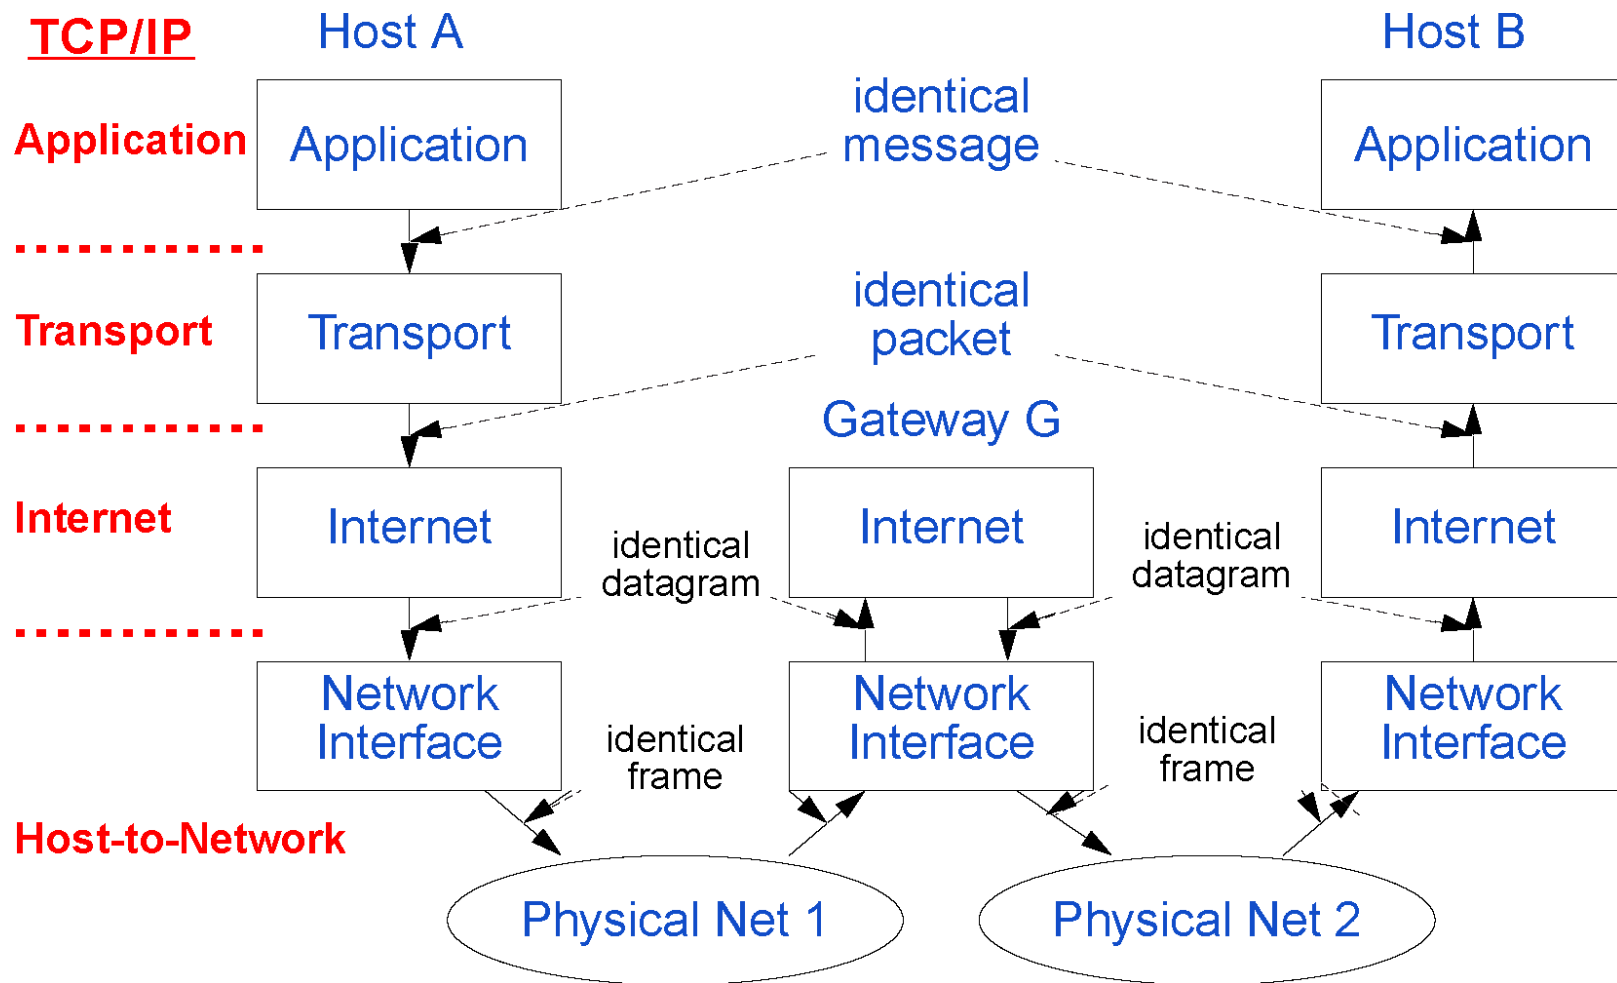 TCP/IP
Host A
Host B
Application
Application
identical
message
Application
Transport
Transport
identical
packet
Transport
Gateway G
Internet
Internet
identical
datagram
Internet
identical
datagram
Internet
Network
Interface
identical
frame
Network
Interface
identical
frame
Network
Interface
Host-to-Network
Physical Net 1
Physical Net 2